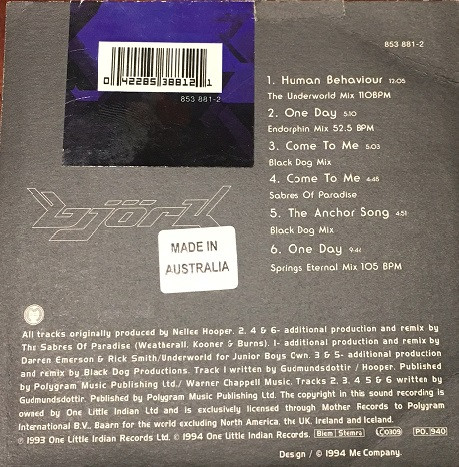 853 881-2
0 42285 38812 1
853 881-2
1. Human Behaviour 12:05
The Underworld Mix 110BPM
2. One Day 5:10
Endorphin Mix 52.5 BPM
3. Come To Me 5:03
Black Dog Mix
4. Come To Me 4:48
Sabres Of Paradise
5. The Anchor Song 4:51
Black Dog Mix
6. One Day 9:41
Springs Eternal Mix 105 BPM
björk
MADE IN
AUSTRALIA
All tracks originally produced by Nellee Hooper. 2, 4 & 6- additional production and remix by
The Sabres Of Paradise (Weatherall, Kooner & Burns). 1- additional production and remix by
Darren Emerson & Rick Smith/Underworld for Junior Boys Own. 3 & 5- additional production
and remix by Black Dog Productions. Track 1 written by Gudmundsdottir / Hooper. Published
by Polygram Music Publishing Ltd./ Warner Chappell Music. Tracks 2, 3, 4, 5 & 6 written by
Gudmundsdottir. Published by Polygram Music Publishing Ltd. The copyright in this sound recording is
owned by One Little Indian Ltd and is exclusively licensed through Mother Records to Polygram
International B.V., Baarn for the world excluding North America, the UK, Ireland and Iceland.
℗ 1993 One Little Indian Records. © 1994 One Little Indian Records. Biem Stemra LC0309 PO 1940
Design / © 1994 Me Company.